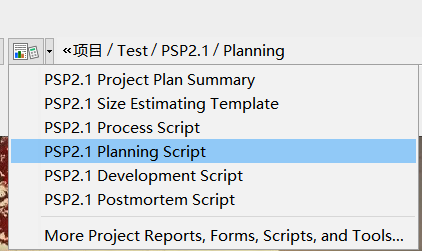 «项目 / Test / PSP2.1 / Planning
PSP2.1 Project Plan Summary
PSP2.1 Size Estimating Template
PSP2.1 Process Script
PSP2.1 Planning Script
PSP2.1 Development Script
PSP2.1 Postmortem Script
More Project Reports, Forms, Scripts, and Tools...